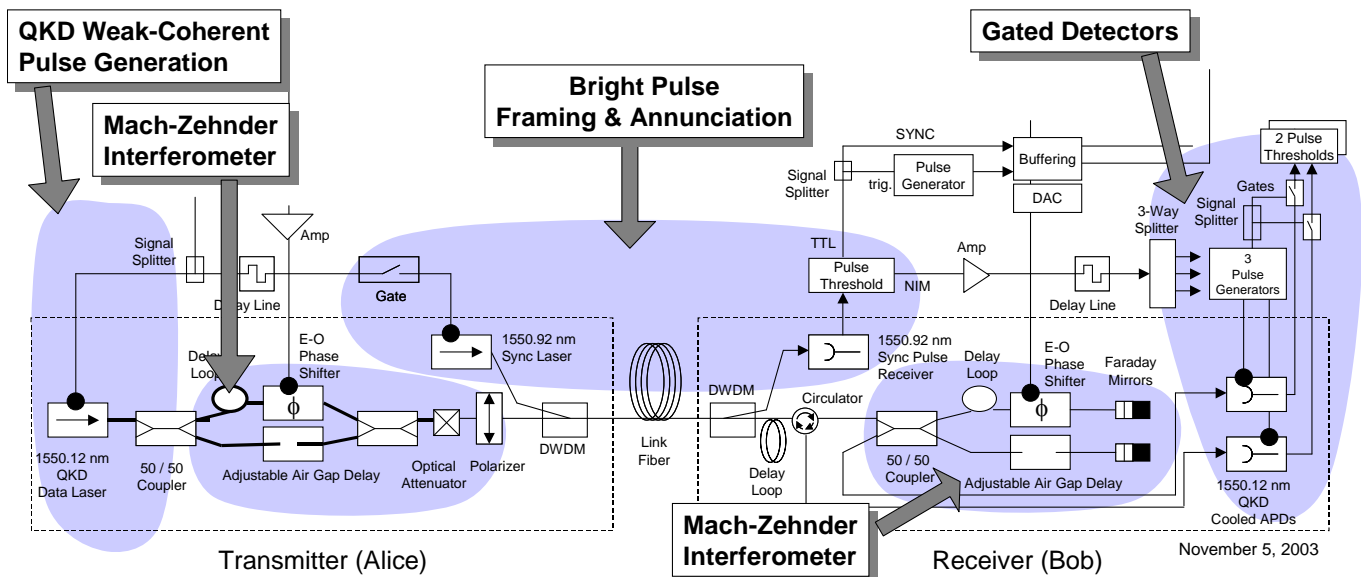 QKD Weak-Coherent
Pulse Generation
Mach-Zehnder
Interferometer
Bright Pulse
Framing & Annunciation
Gated Detectors
Signal
Splitter
Delay Line
Amp
Gate
1550.92 nm
Sync Laser
Delay
Loop
E-O
Phase
Shifter
ϕ
1550.12 nm
QKD
Data Laser
50 / 50
Coupler
Adjustable Air Gap Delay
Optical
Attenuator
Polarizer
DWDM
Link
Fiber
Transmitter (Alice)
SYNC
Signal
Splitter
trig.
Pulse
Generator
Buffering
DAC
TTL
Pulse
Threshold
NIM
Amp
Delay Line
3-Way
Splitter
2 Pulse
Thresholds
Gates
Signal
Splitter
3
Pulse
Generators
1550.92 nm
Sync Pulse
Receiver
DWDM
Circulator
Delay
Loop
Delay
Loop
E-O
Phase
Shifter
ϕ
Faraday
Mirrors
50 / 50
Coupler
Adjustable Air Gap Delay
1550.12 nm
QKD
Cooled APDs
Mach-Zehnder
Interferometer
Receiver (Bob)
November 5, 2003